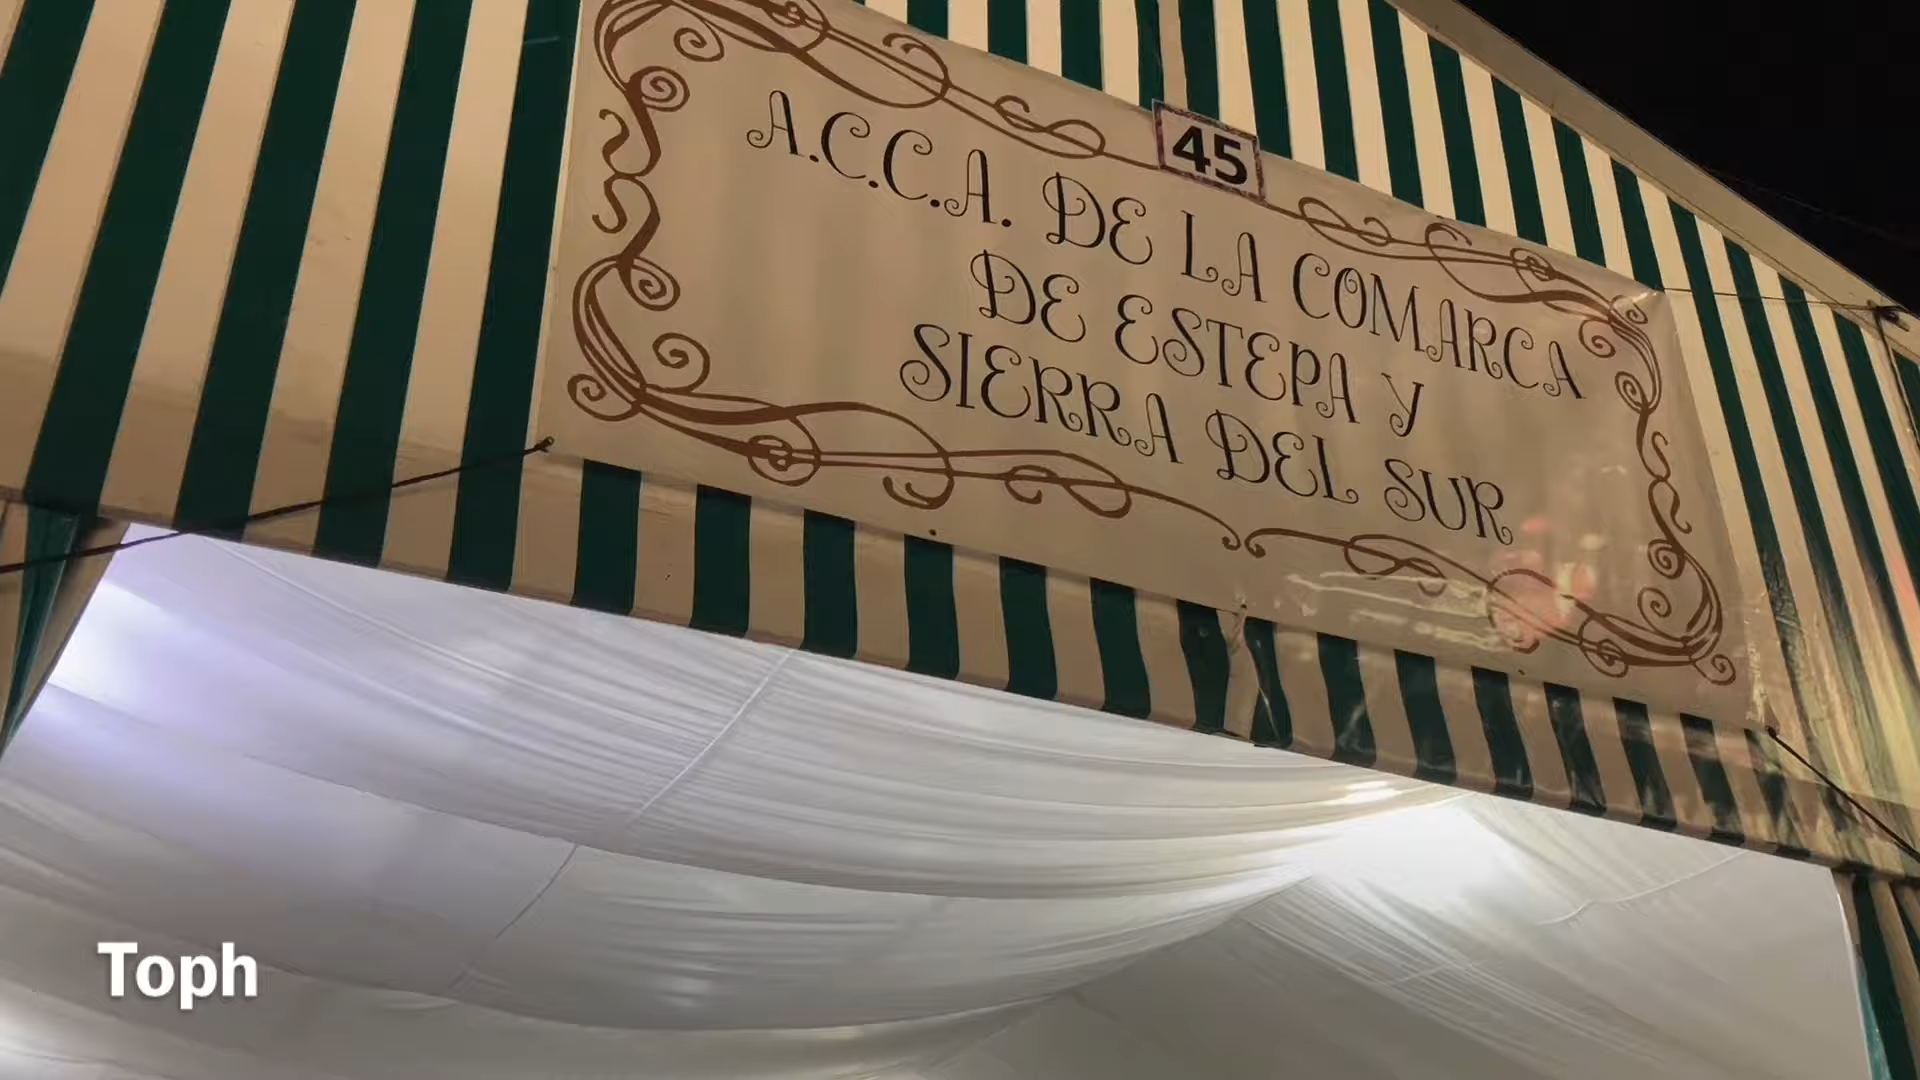 45
A.C.C.A. DE LA COMARCA
DE ESTEPA Y
SIERRA DEL SUR
Toph